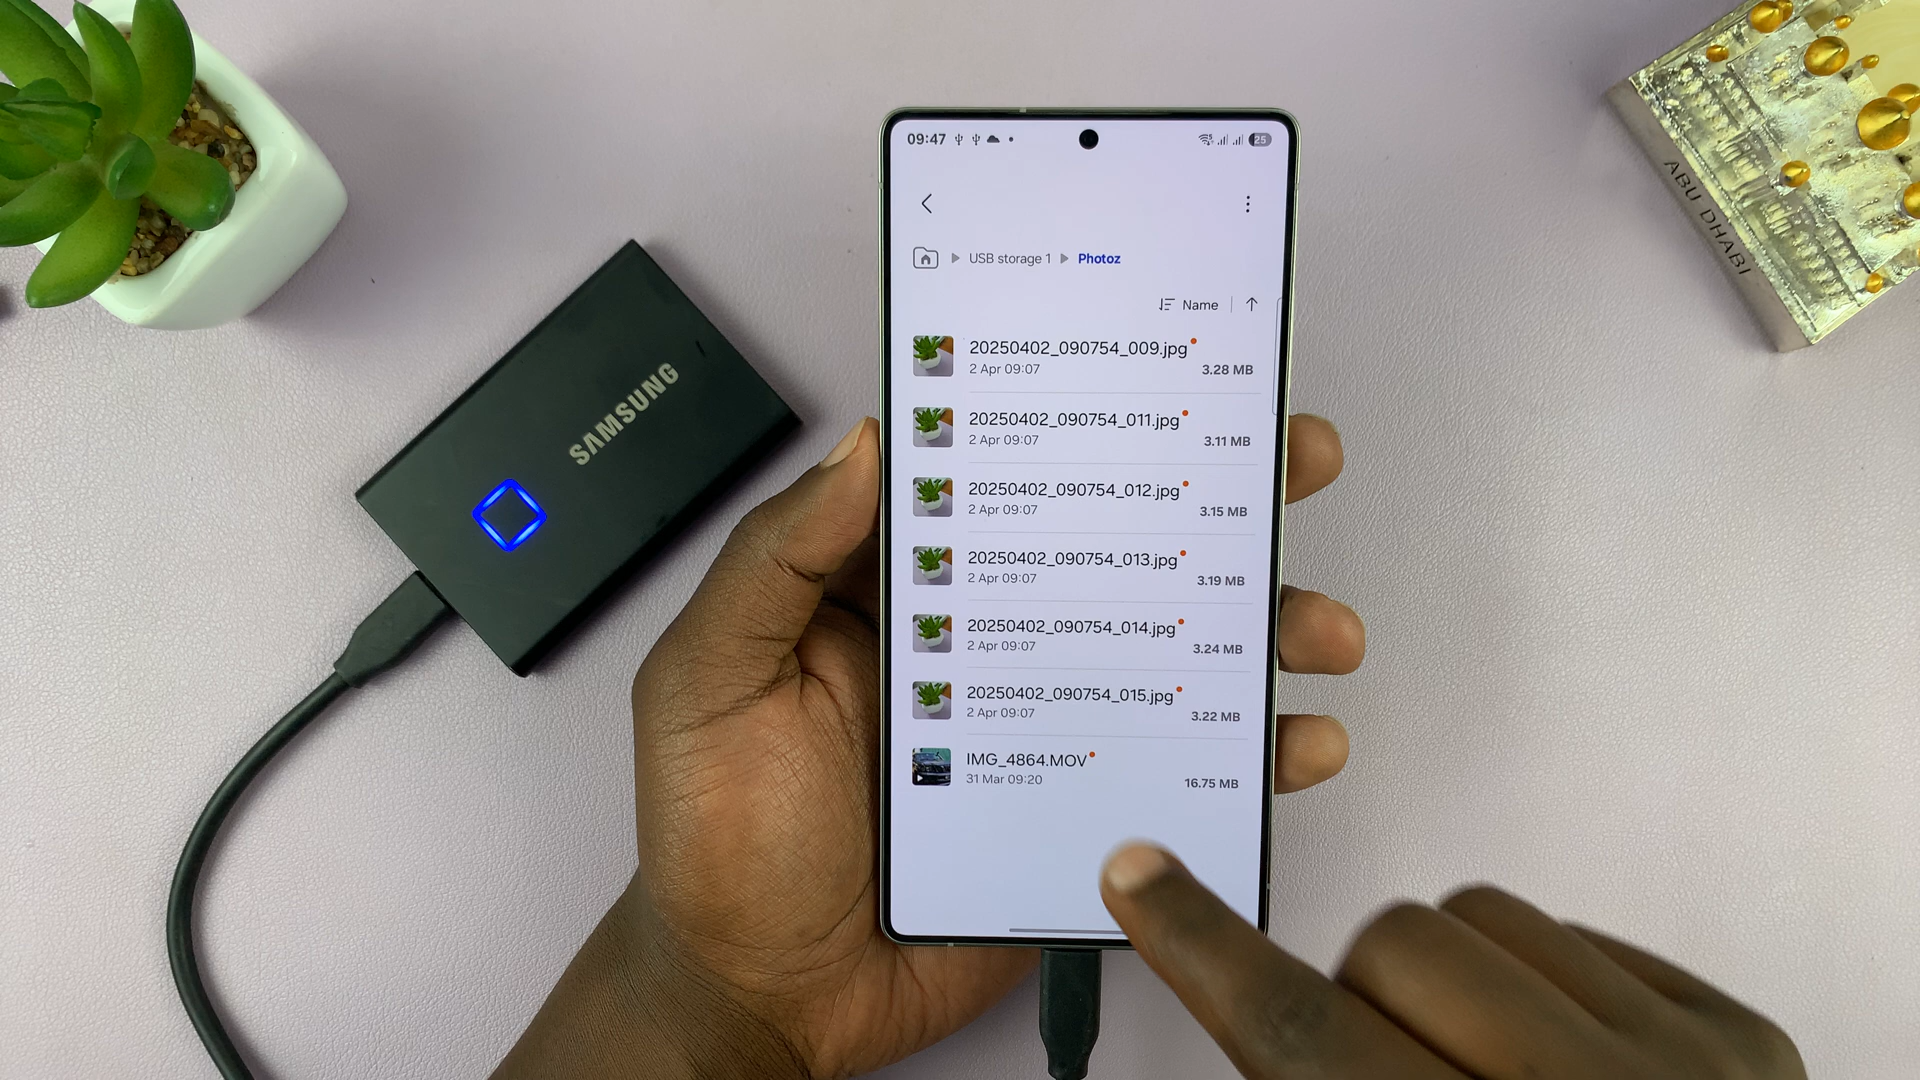 SAMSUNG
09:47
25
USB storage 1 Photoz
Name
20250402_090754_009.jpg
2 Apr 09:07 3.28 MB
20250402_090754_011.jpg
2 Apr 09:07 3.11 MB
20250402_090754_012.jpg
2 Apr 09:07 3.15 MB
20250402_090754_013.jpg
2 Apr 09:07 3.19 MB
20250402_090754_014.jpg
2 Apr 09:07 3.24 MB
20250402_090754_015.jpg
2 Apr 09:07 3.22 MB
IMG_4864.MOV
31 Mar 09:20 16.75 MB
ABU DHABI